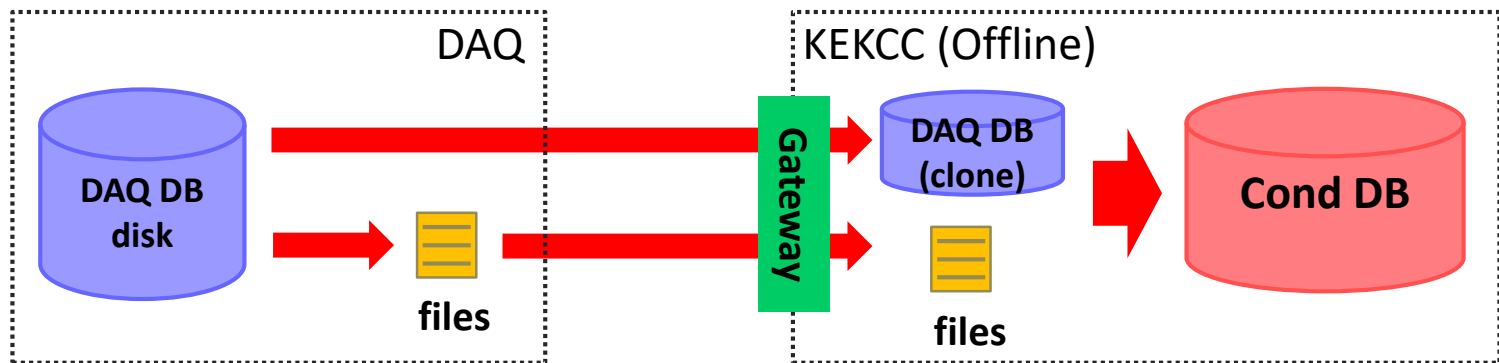 DAQ
KEKCC (Offline)
DAQ DB
disk
files
Gateway
DAQ DB
(clone)
files
Cond DB